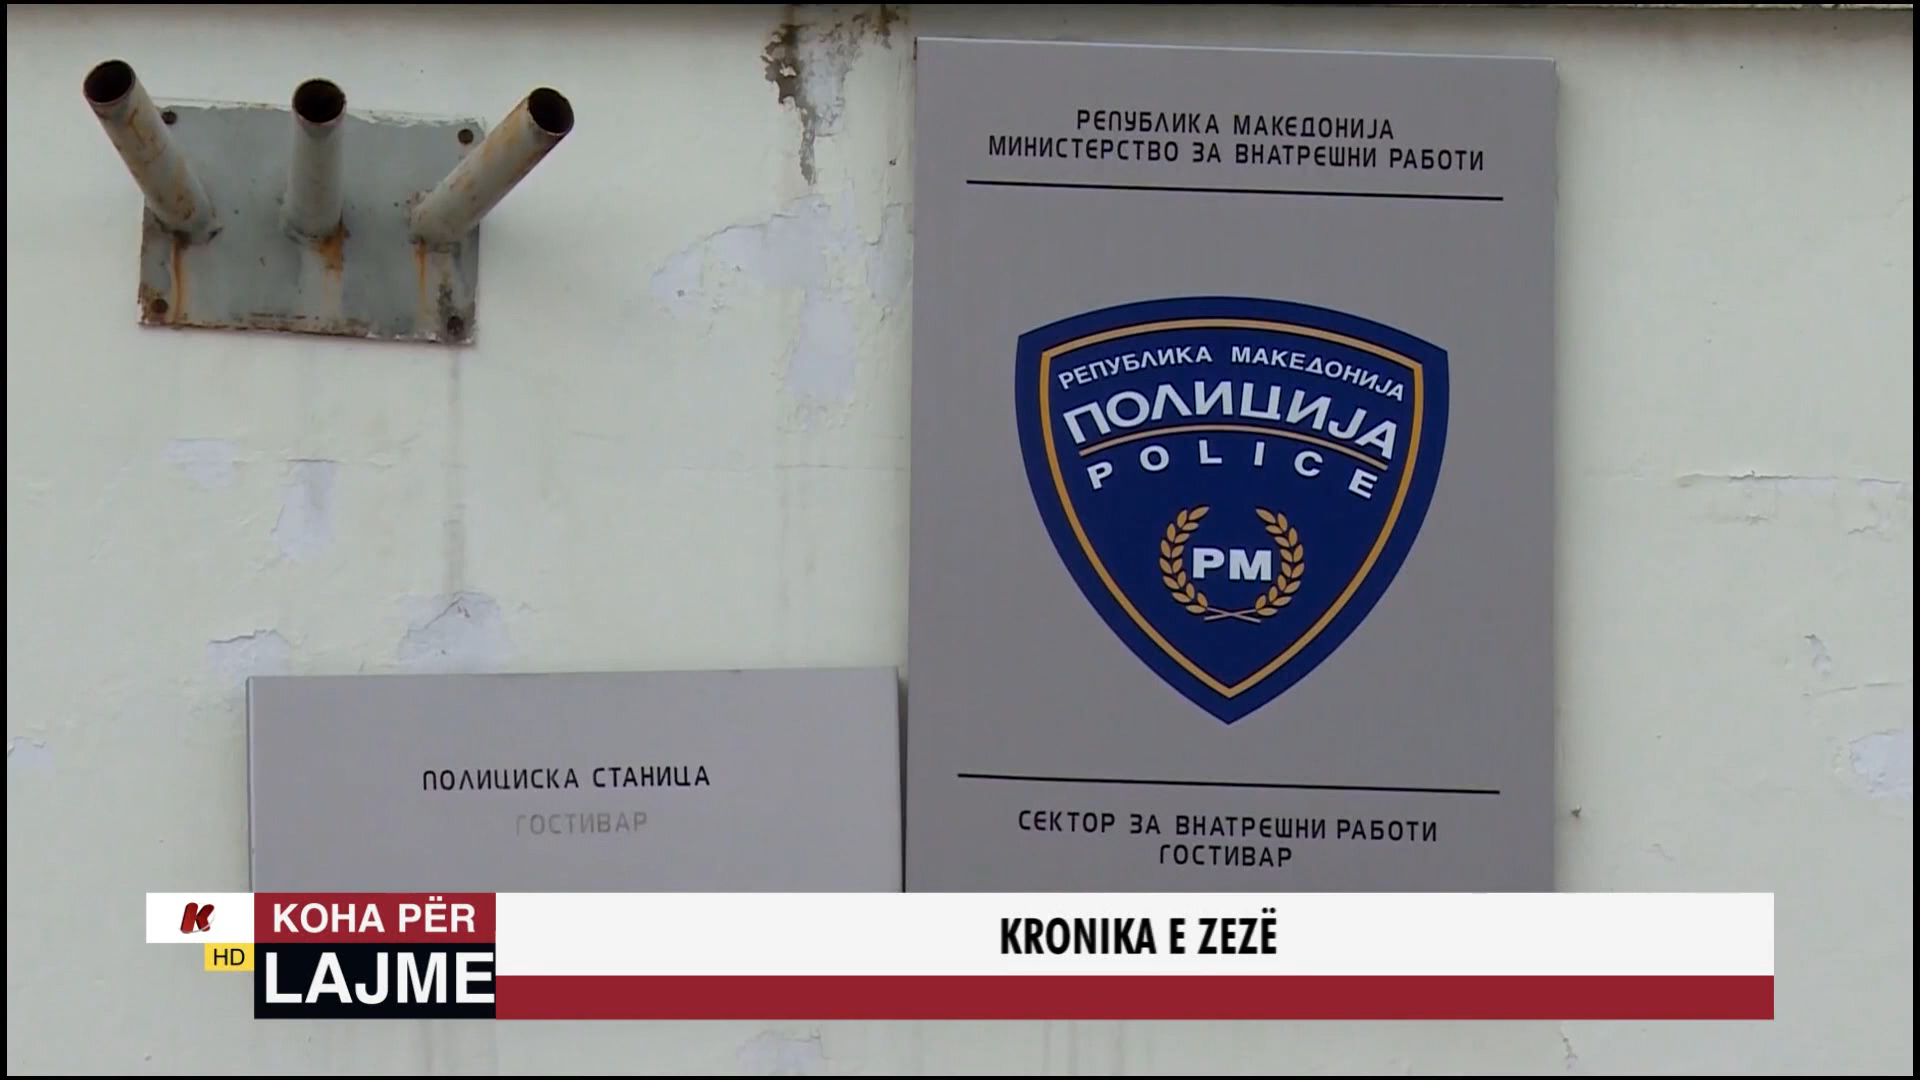 РЕПУБЛИКА МАКЕДОНИЈА
МИНИСТЕРСТВО ЗА ВНАТРЕШНИ РАБОТИ
РЕПУБЛИКА МАКЕДОНИЈА
ПОЛИЦИЈА
POLICE
РМ
ПОЛИЦИСКА СТАНИЦА
ГОСТИВАР
СЕКТОР ЗА ВНАТРЕШНИ РАБОТИ
ГОСТИВАР
K
HD
KOHA PËR
LAJME
KRONIKA E ZEZË